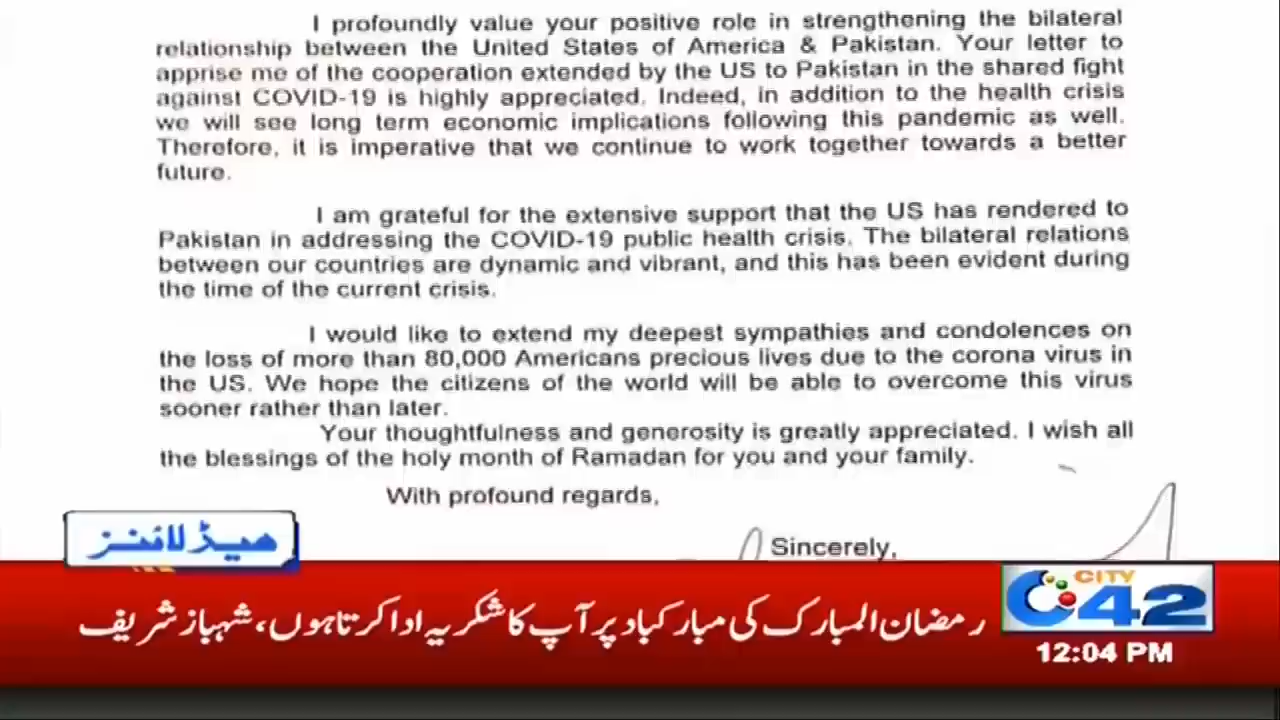 I profoundly value your positive role in strengthening the bilateral
relationship between the United States of America & Pakistan. Your letter to
apprise me of the cooperation extended by the US to Pakistan in the shared fight
against COVID-19 is highly appreciated. Indeed, in addition to the health crisis
we will see long term economic implications following this pandemic as well.
Therefore, it is imperative that we continue to work together towards a better
future.
I am grateful for the extensive support that the US has rendered to
Pakistan in addressing the COVID-19 public health crisis. The bilateral relations
between our countries are dynamic and vibrant, and this has been evident during
the time of the current crisis.
I would like to extend my deepest sympathies and condolences on
the loss of more than 80,000 Americans precious lives due to the corona virus in
the US. We hope the citizens of the world will be able to overcome this virus
sooner rather than later.
Your thoughtfulness and generosity is greatly appreciated. I wish all
the blessings of the holy month of Ramadan for you and your family.
With profound regards,
Sincerely,
ہیڈلائنز
رمضان المبارک کی مبارکباد پر آپ کا شکریہ ادا کرتا ہوں، شہباز شریف
CITY
42
12:04 PM